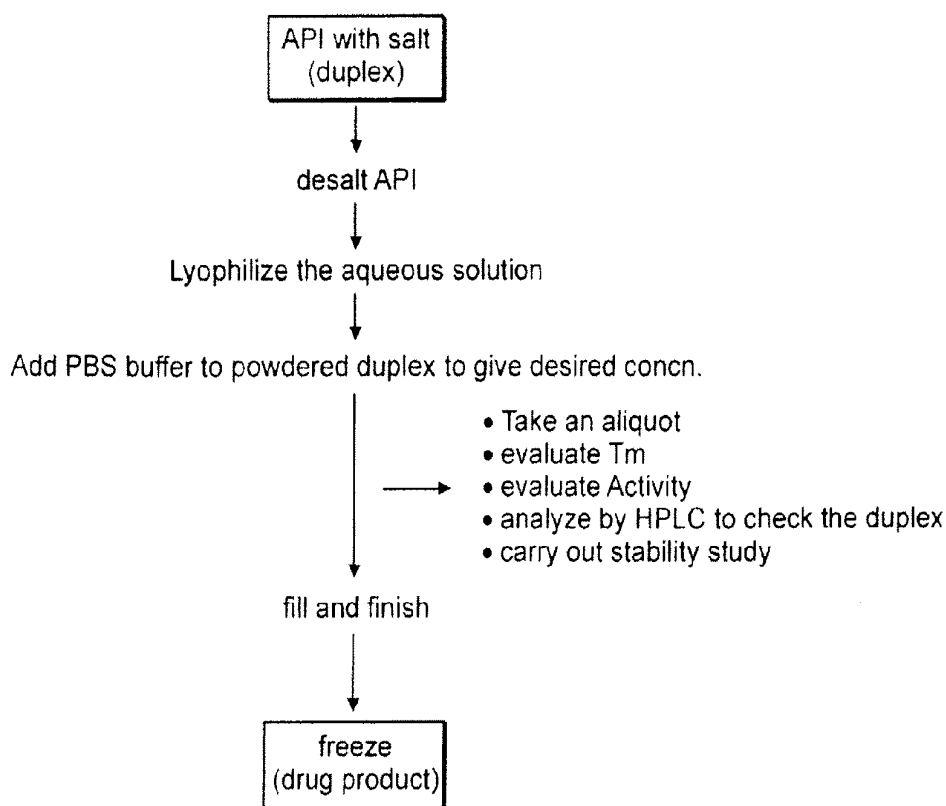 API with salt
(duplex)
desalt API
Lyophilize the aqueous solution
Add PBS buffer to powdered duplex to give desired concn.
• Take an aliquot
• evaluate Tm
• evaluate Activity
• analyze by HPLC to check the duplex
• carry out stability study
fill and finish
freeze
(drug product)